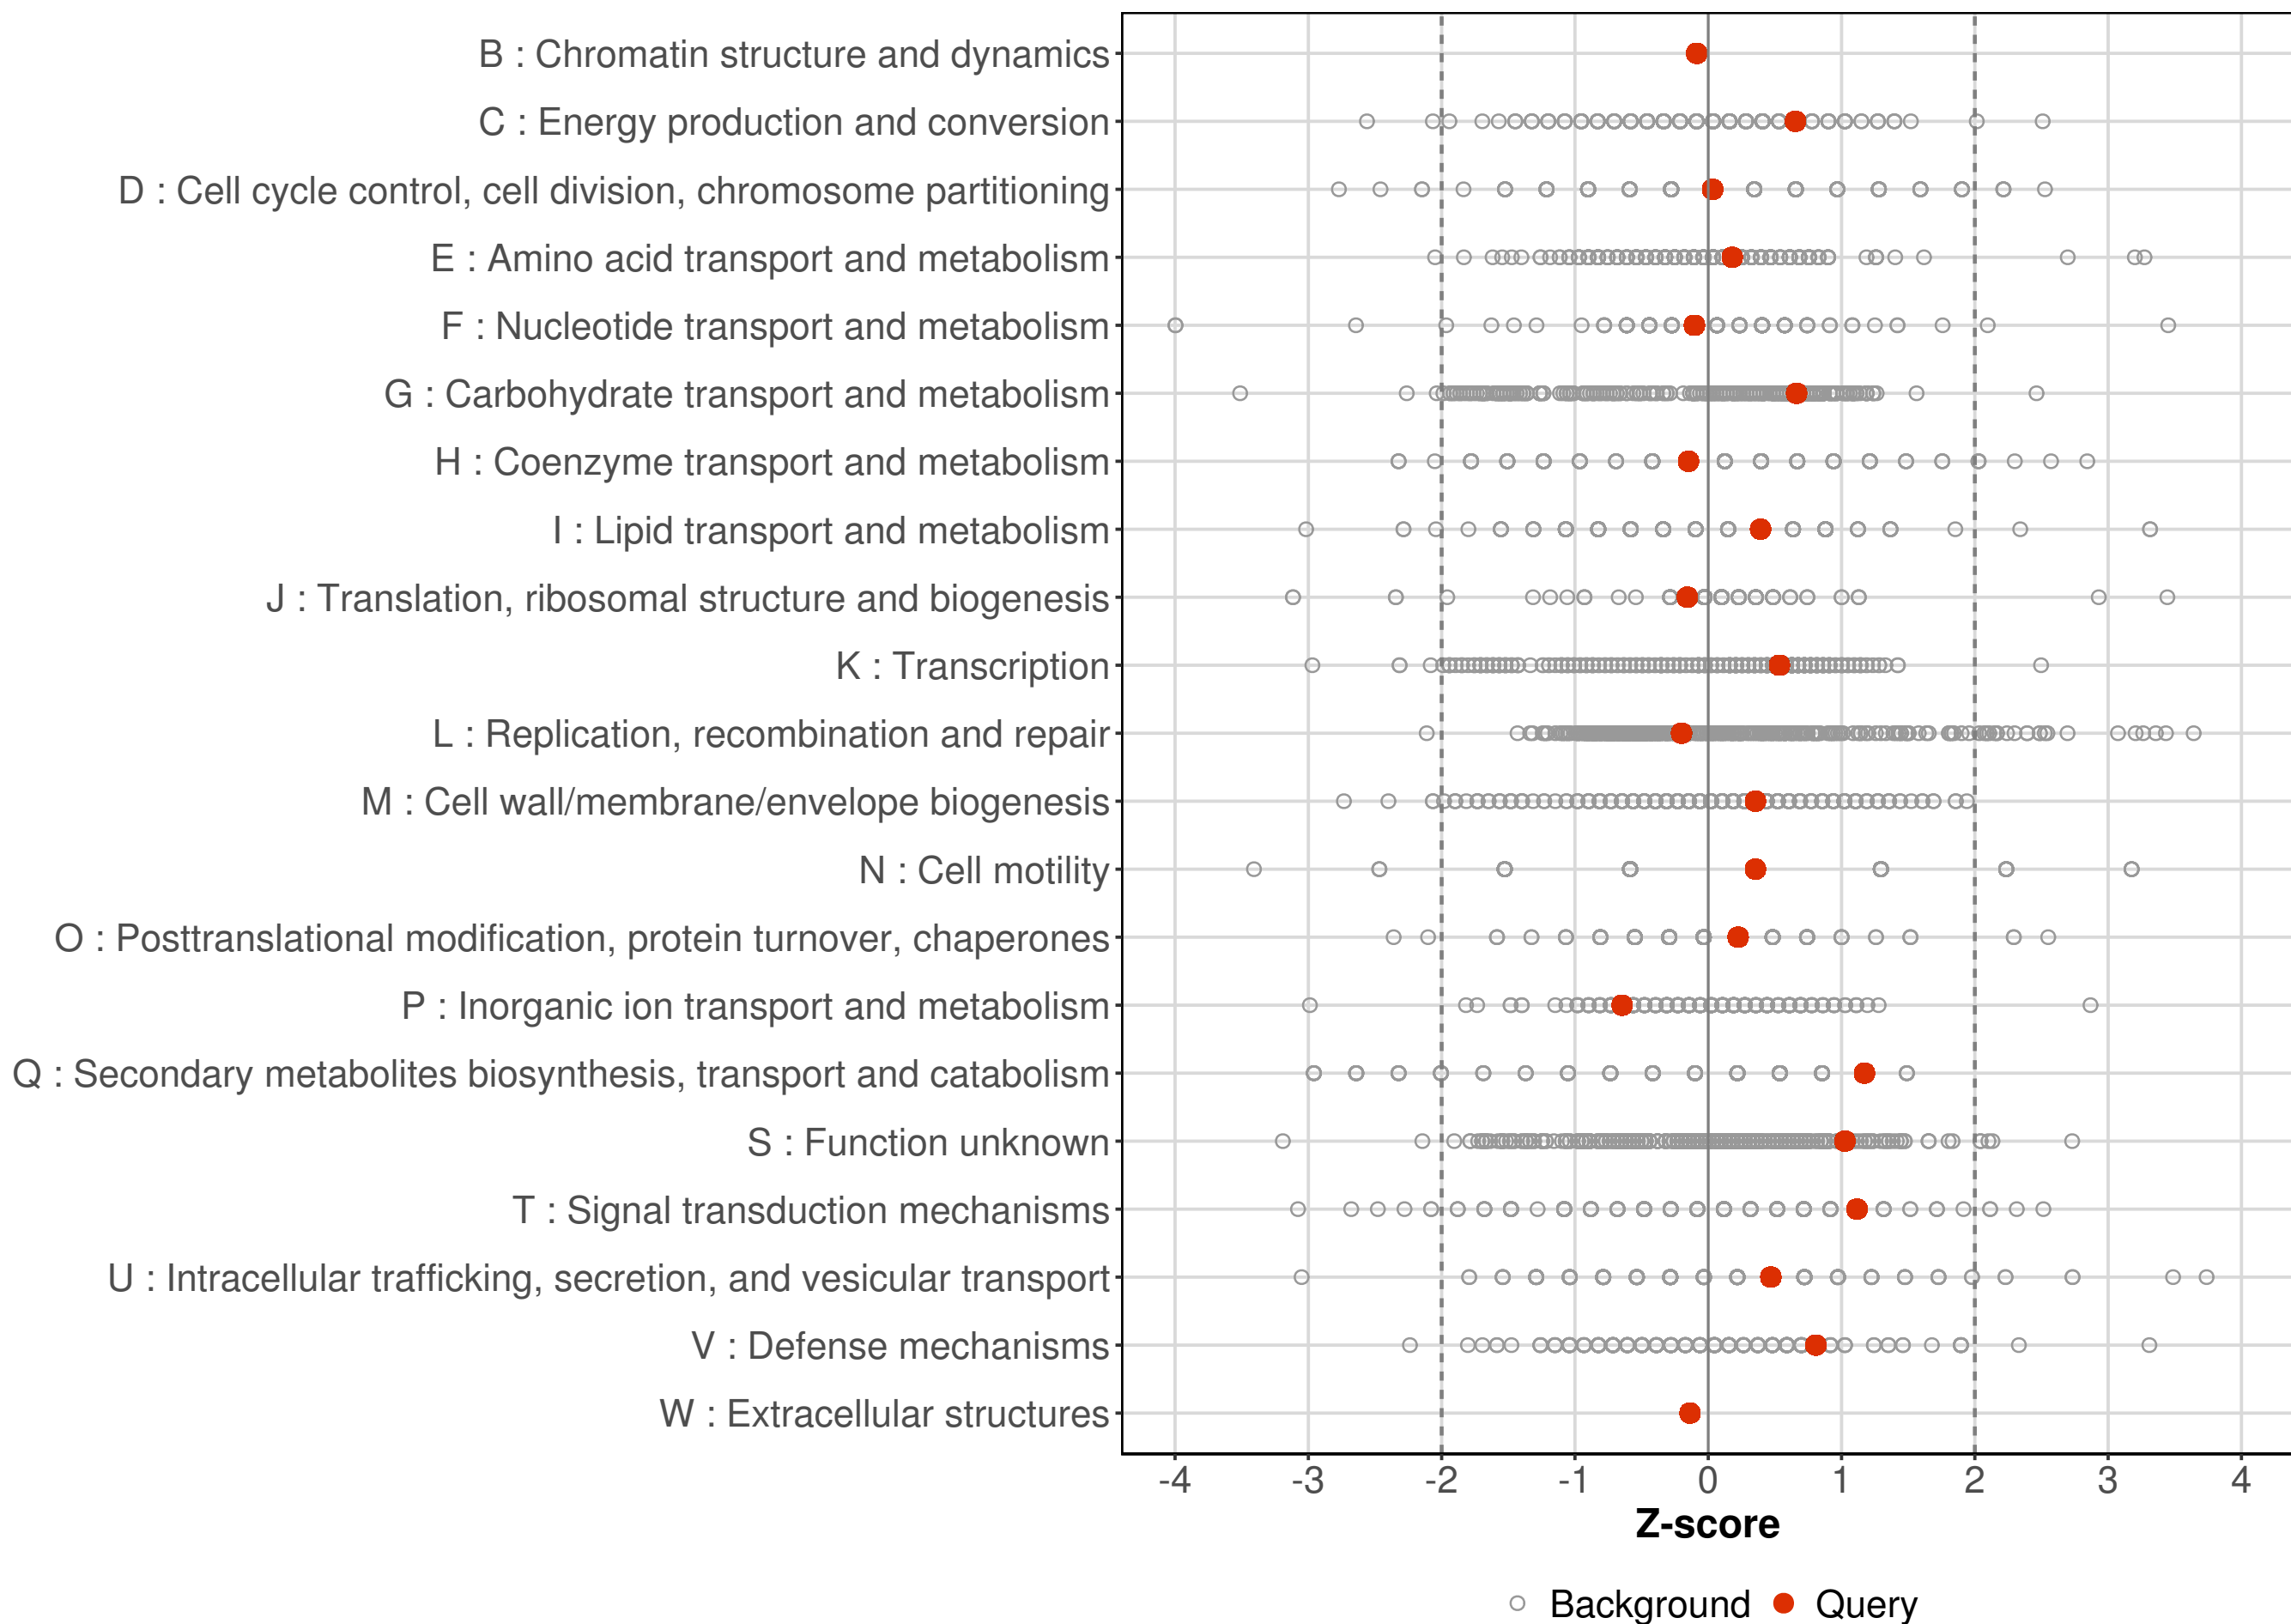 B : Chromatin structure and dynamics
C : Energy production and conversion
D : Cell cycle control, cell division, chromosome partitioning
E : Amino acid transport and metabolism
F : Nucleotide transport and metabolism
G : Carbohydrate transport and metabolism
H : Coenzyme transport and metabolism
I : Lipid transport and metabolism
J : Translation, ribosomal structure and biogenesis
K : Transcription
L : Replication, recombination and repair
M : Cell wall/membrane/envelope biogenesis
N : Cell motility
O : Posttranslational modification, protein turnover, chaperones
P : Inorganic ion transport and metabolism
Q : Secondary metabolites biosynthesis, transport and catabolism
S : Function unknown
T : Signal transduction mechanisms
U : Intracellular trafficking, secretion, and vesicular transport
V : Defense mechanisms
W : Extracellular structures
-4 -3 -2 -1 0 1 2 3 4
Z-score
Background Query